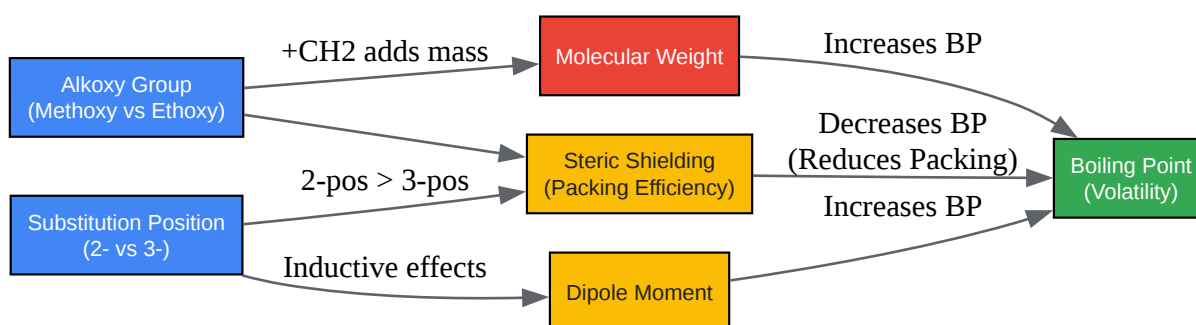 +CH2 adds mass
Molecular Weight
Increases BP
Alkoxy Group
(Methoxy vs Ethoxy)
Decreases BP
(Reduces Packing)
Steric Shielding
(Packing Efficiency)
Boiling Point
(Volatility)
2-pos > 3-pos
Substitution Position
(2- vs 3-)
Increases BP
Inductive effects
Dipole Moment